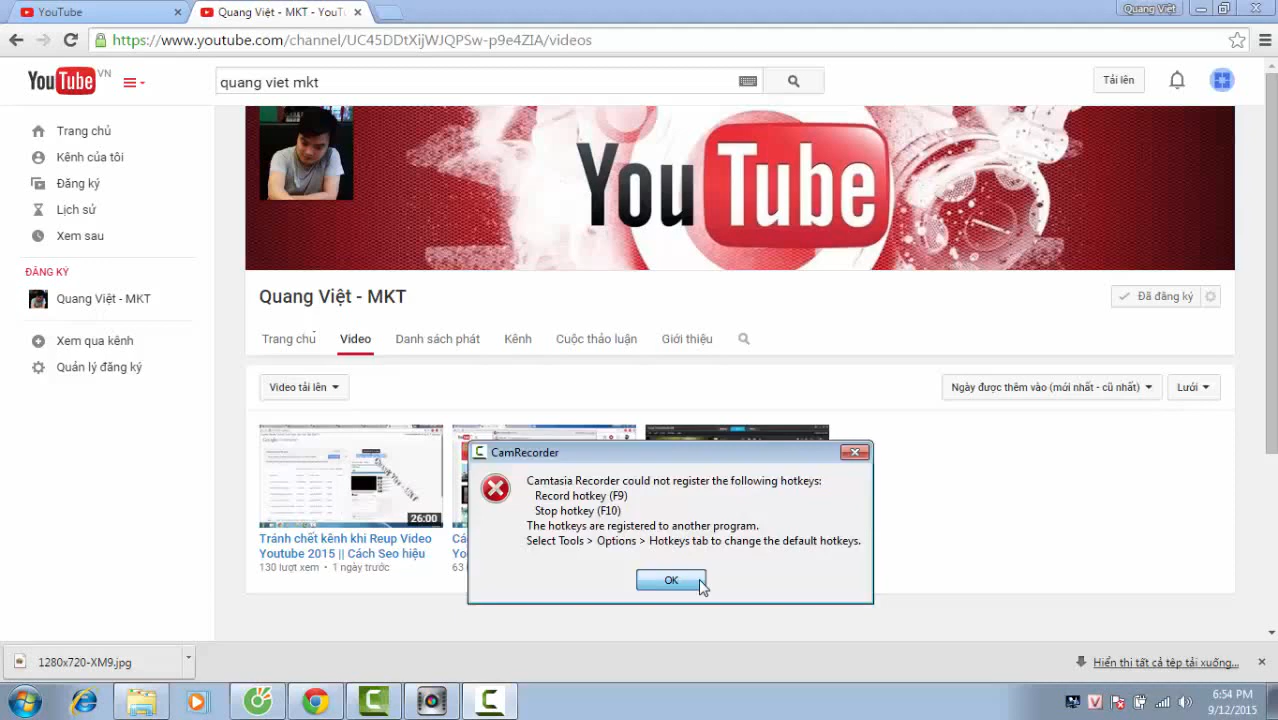 YouTube
Quang Việt - MKT - YouTu
Quang Việt
https://www.youtube.com/channel/UC45DDtXijWJQPSw-p9e4ZIA/videos
YouTube VN
quang viet mkt
Tải lên
Trang chủ
Kênh của tôi
Đăng ký
Lịch sử
Xem sau
ĐĂNG KÝ
Quang Việt - MKT
Xem qua kênh
Quản lý đăng ký
YouTube
Quang Việt - MKT
Đã đăng ký
Trang chủ
Video
Danh sách phát
Kênh
Cuộc thảo luận
Giới thiệu
Video tải lên
Ngày được thêm vào (mới nhất - cũ nhất)
Lưới
26:00
Tránh chết kênh khi Reup Video
Youtube 2015 || Cách Seo hiệu
130 lượt xem • 1 ngày trước
63
CamRecorder
Camtasia Recorder could not register the following hotkeys:
Record hotkey (F9)
Stop hotkey (F10)
The hotkeys are registered to another program.
Select Tools > Options > Hotkeys tab to change the default hotkeys.
OK
1280x720-XM9.jpg
Hiển thị tất cả tệp tải xuống...
6:54 PM
9/12/2015